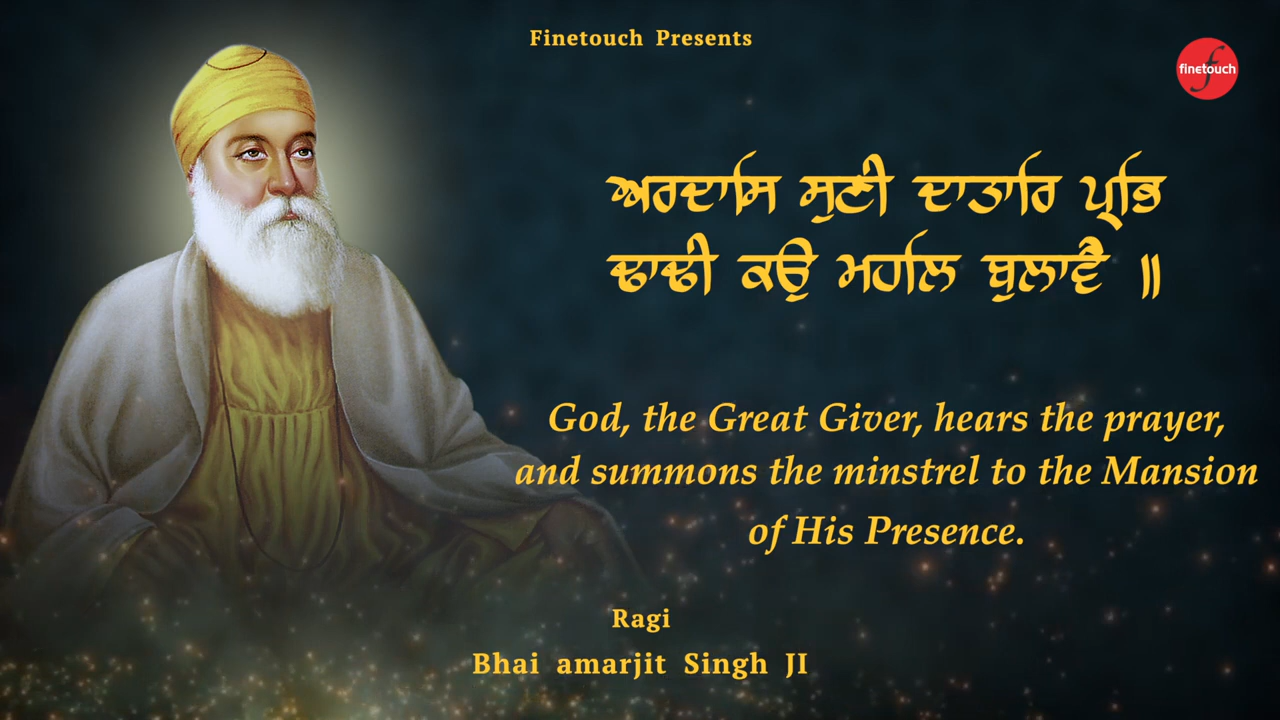 Finetouch Presents
finetouch
ਅਰਦਾਸਿ ਸੁਣੀ ਦਾਤਾਰਿ ਪ੍ਰਭਿ
ਢਾਢੀ ਕਉ ਮਹਲਿ ਬੁਲਾਵੈ ॥
God, the Great Giver, hears the prayer,
and summons the minstrel to the Mansion
of His Presence.
Ragi
Bhai amarjit Singh JI